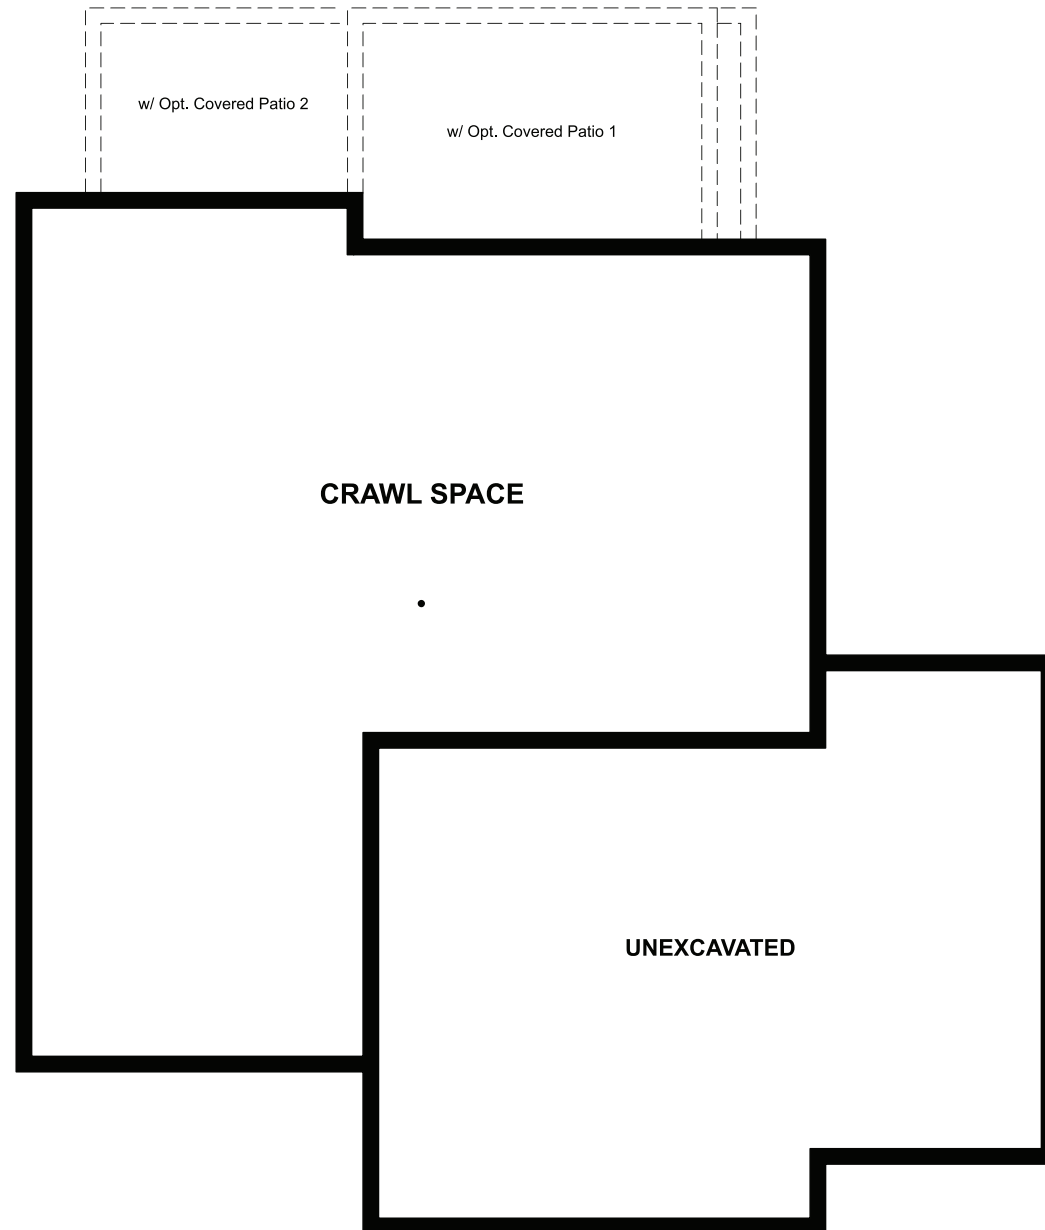 w/ Opt. Covered Patio 2
w/ Opt. Covered Patio 1
CRAWL SPACE
UNEXCAVATED